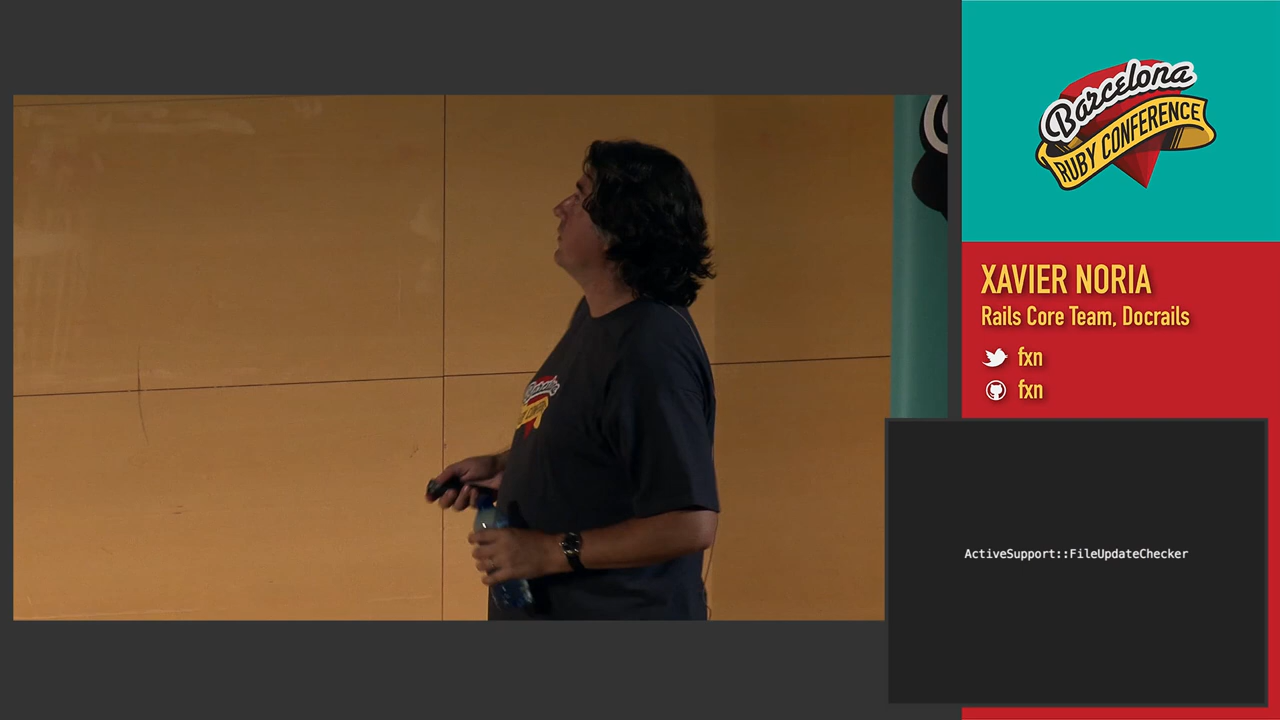 Barcelona
RUBY CONFERENCE
XAVIER NORIA
Rails Core Team, Docrails
fxn
fxn
ActiveSupport::FileUpdateChecker